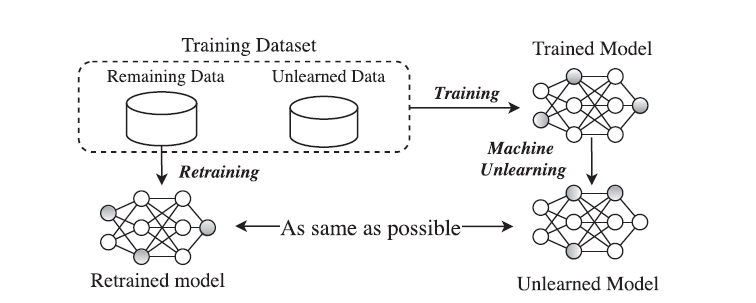 Training Dataset
Trained Model
Remaining Data
Unlearned Data
Training
Machine
Unlearning
Retraining
As same as possible
Retrained model
Unlearned Model